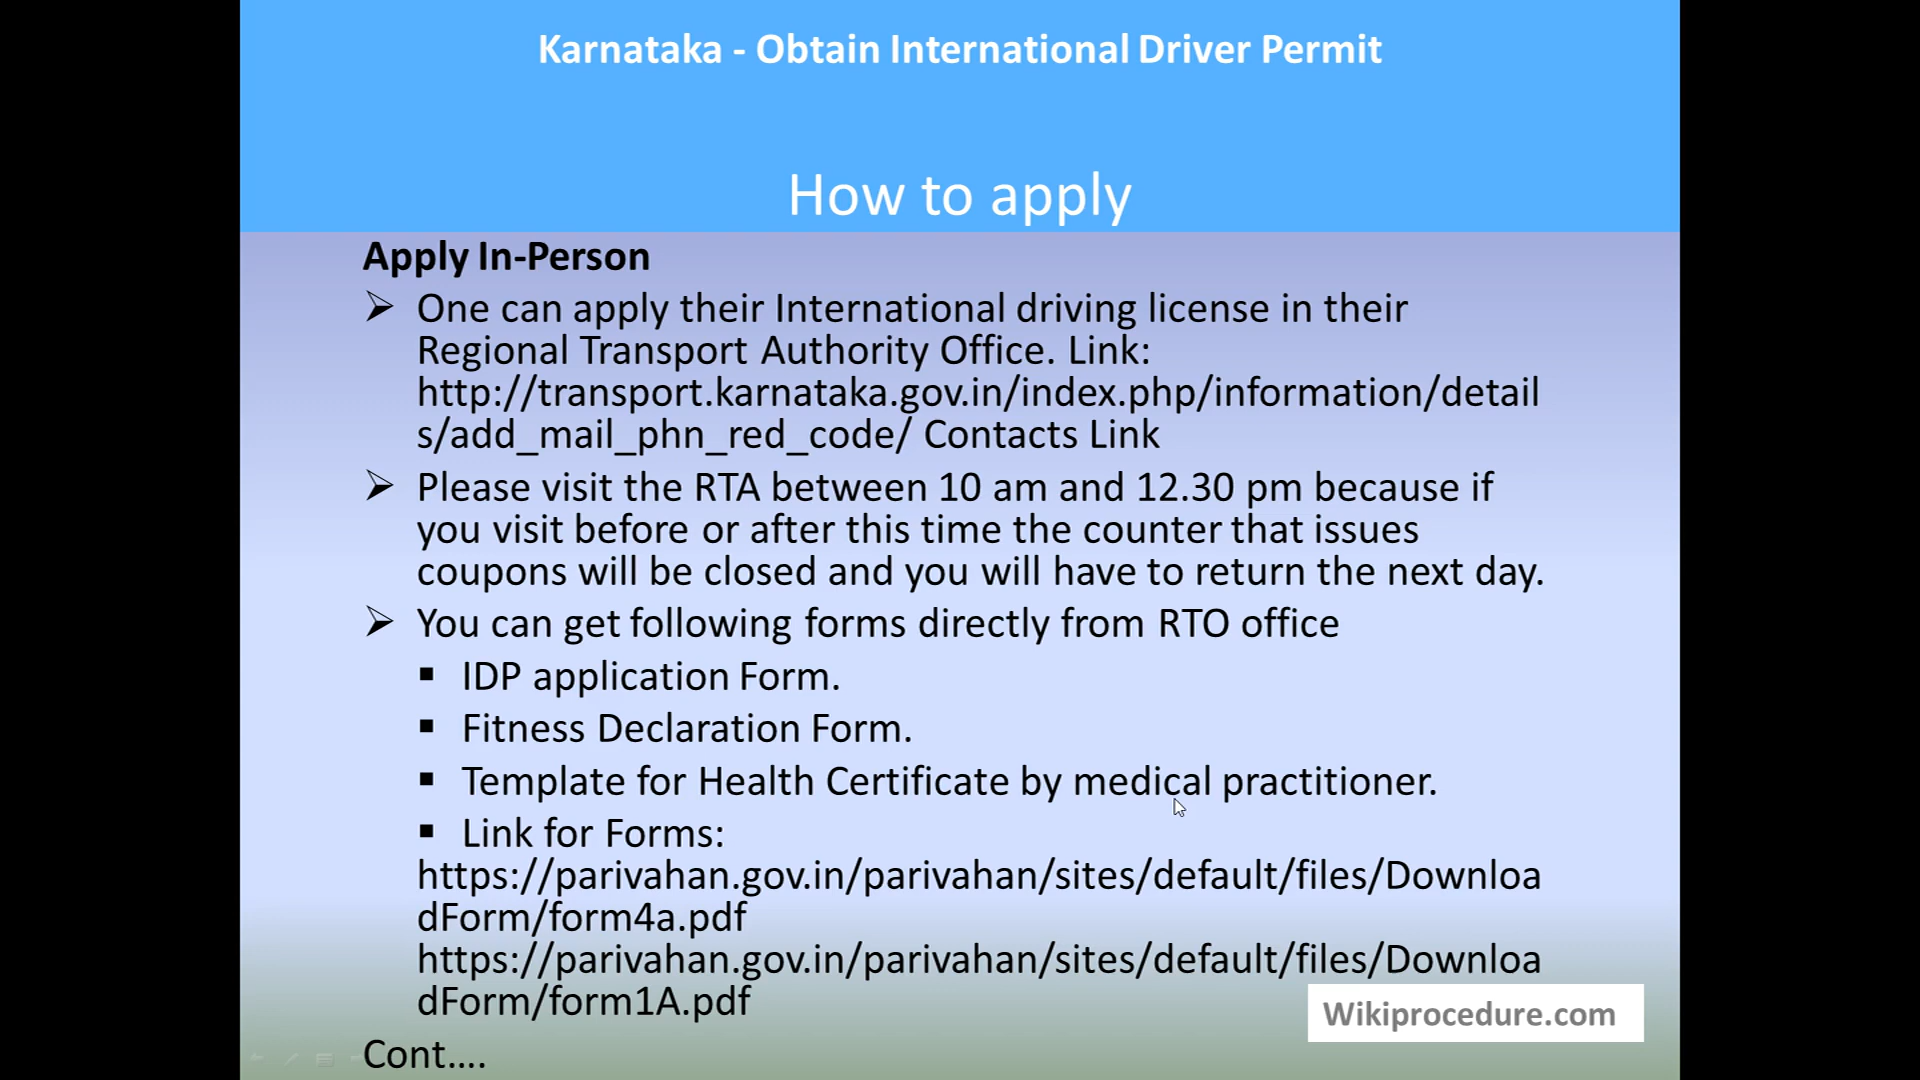 Karnataka - Obtain International Driver Permit
How to apply
Apply In-Person
➢ One can apply their International driving license in their
Regional Transport Authority Office. Link:
http://transport.karnataka.gov.in/index.php/information/detail
s/add_mail_phn_red_code/ Contacts Link
➢ Please visit the RTA between 10 am and 12.30 pm because if
you visit before or after this time the counter that issues
coupons will be closed and you will have to return the next day.
➢ You can get following forms directly from RTO office
▪ IDP application Form.
▪ Fitness Declaration Form.
▪ Template for Health Certificate by medical practitioner.
▪ Link for Forms:
https://parivahan.gov.in/parivahan/sites/default/files/Downloa
dForm/form4a.pdf
https://parivahan.gov.in/parivahan/sites/default/files/Downloa
dForm/form1A.pdf
Wikiprocedure.com
Cont....